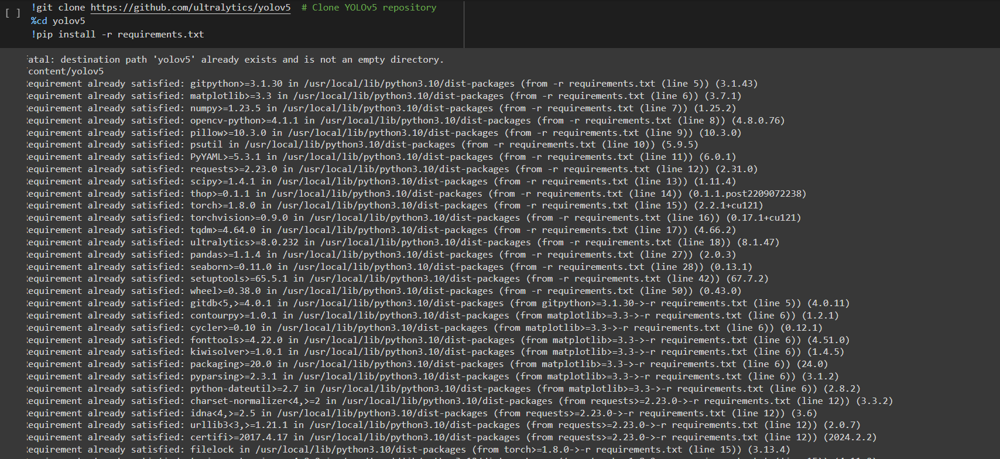 !git clone https://github.com/ultralytics/yolov5  # Clone YOLOv5 repository
[ ]
%cd yolov5
!pip install -r requirements.txt
fatal: destination path 'yolov5' already exists and is not an empty directory.
/content/yolov5
Requirement already satisfied: gitpython>=3.1.30 in /usr/local/lib/python3.10/dist-packages (from -r requirements.txt (line 5)) (3.1.43)
Requirement already satisfied: matplotlib>=3.3 in /usr/local/lib/python3.10/dist-packages (from -r requirements.txt (line 6)) (3.7.1)
Requirement already satisfied: numpy>=1.23.5 in /usr/local/lib/python3.10/dist-packages (from -r requirements.txt (line 7)) (1.25.2)
Requirement already satisfied: opencv-python>=4.1.1 in /usr/local/lib/python3.10/dist-packages (from -r requirements.txt (line 8)) (4.8.0.76)
Requirement already satisfied: pillow>=10.3.0 in /usr/local/lib/python3.10/dist-packages (from -r requirements.txt (line 9)) (10.3.0)
Requirement already satisfied: psutil in /usr/local/lib/python3.10/dist-packages (from -r requirements.txt (line 10)) (5.9.5)
Requirement already satisfied: PyYAML>=5.3.1 in /usr/local/lib/python3.10/dist-packages (from -r requirements.txt (line 11)) (6.0.1)
Requirement already satisfied: requests>=2.23.0 in /usr/local/lib/python3.10/dist-packages (from -r requirements.txt (line 12)) (2.31.0)
Requirement already satisfied: scipy>=1.4.1 in /usr/local/lib/python3.10/dist-packages (from -r requirements.txt (line 13)) (1.11.4)
Requirement already satisfied: thop>=0.1.1 in /usr/local/lib/python3.10/dist-packages (from -r requirements.txt (line 14)) (0.1.1.post2209072238)
Requirement already satisfied: torch>=1.8.0 in /usr/local/lib/python3.10/dist-packages (from -r requirements.txt (line 15)) (2.2.1+cu121)
Requirement already satisfied: torchvision>=0.9.0 in /usr/local/lib/python3.10/dist-packages (from -r requirements.txt (line 16)) (0.17.1+cu121)
Requirement already satisfied: tqdm>=4.64.0 in /usr/local/lib/python3.10/dist-packages (from -r requirements.txt (line 17)) (4.66.2)
Requirement already satisfied: ultralytics>=8.0.232 in /usr/local/lib/python3.10/dist-packages (from -r requirements.txt (line 18)) (8.1.47)
Requirement already satisfied: pandas>=1.1.4 in /usr/local/lib/python3.10/dist-packages (from -r requirements.txt (line 27)) (2.0.3)
Requirement already satisfied: seaborn>=0.11.0 in /usr/local/lib/python3.10/dist-packages (from -r requirements.txt (line 28)) (0.13.1)
Requirement already satisfied: setuptools>=65.5.1 in /usr/local/lib/python3.10/dist-packages (from -r requirements.txt (line 42)) (67.7.2)
Requirement already satisfied: wheel>=0.38.0 in /usr/local/lib/python3.10/dist-packages (from -r requirements.txt (line 50)) (0.43.0)
Requirement already satisfied: gitdb<5,>=4.0.1 in /usr/local/lib/python3.10/dist-packages (from gitpython>=3.1.30->-r requirements.txt (line 5)) (4.0.11)
Requirement already satisfied: contourpy>=1.0.1 in /usr/local/lib/python3.10/dist-packages (from matplotlib>=3.3->-r requirements.txt (line 6)) (1.2.1)
Requirement already satisfied: cycler>=0.10 in /usr/local/lib/python3.10/dist-packages (from matplotlib>=3.3->-r requirements.txt (line 6)) (0.12.1)
Requirement already satisfied: fonttools>=4.22.0 in /usr/local/lib/python3.10/dist-packages (from matplotlib>=3.3->-r requirements.txt (line 6)) (4.51.0)
Requirement already satisfied: kiwisolver>=1.0.1 in /usr/local/lib/python3.10/dist-packages (from matplotlib>=3.3->-r requirements.txt (line 6)) (1.4.5)
Requirement already satisfied: packaging>=20.0 in /usr/local/lib/python3.10/dist-packages (from matplotlib>=3.3->-r requirements.txt (line 6)) (24.0)
Requirement already satisfied: pyparsing>=2.3.1 in /usr/local/lib/python3.10/dist-packages (from matplotlib>=3.3->-r requirements.txt (line 6)) (3.1.2)
Requirement already satisfied: python-dateutil>=2.7 in /usr/local/lib/python3.10/dist-packages (from matplotlib>=3.3->-r requirements.txt (line 6)) (2.8.2)
Requirement already satisfied: charset-normalizer<4,>=2 in /usr/local/lib/python3.10/dist-packages (from requests>=2.23.0->-r requirements.txt (line 12)) (3.3.2)
Requirement already satisfied: idna<4,>=2.5 in /usr/local/lib/python3.10/dist-packages (from requests>=2.23.0->-r requirements.txt (line 12)) (3.6)
Requirement already satisfied: urllib3<3,>=1.21.1 in /usr/local/lib/python3.10/dist-packages (from requests>=2.23.0->-r requirements.txt (line 12)) (2.0.7)
Requirement already satisfied: certifi>=2017.4.17 in /usr/local/lib/python3.10/dist-packages (from requests>=2.23.0->-r requirements.txt (line 12)) (2024.2.2)
Requirement already satisfied: filelock in /usr/local/lib/python3.10/dist-packages (from torch>=1.8.0->-r requirements.txt (line 15)) (3.13.4)